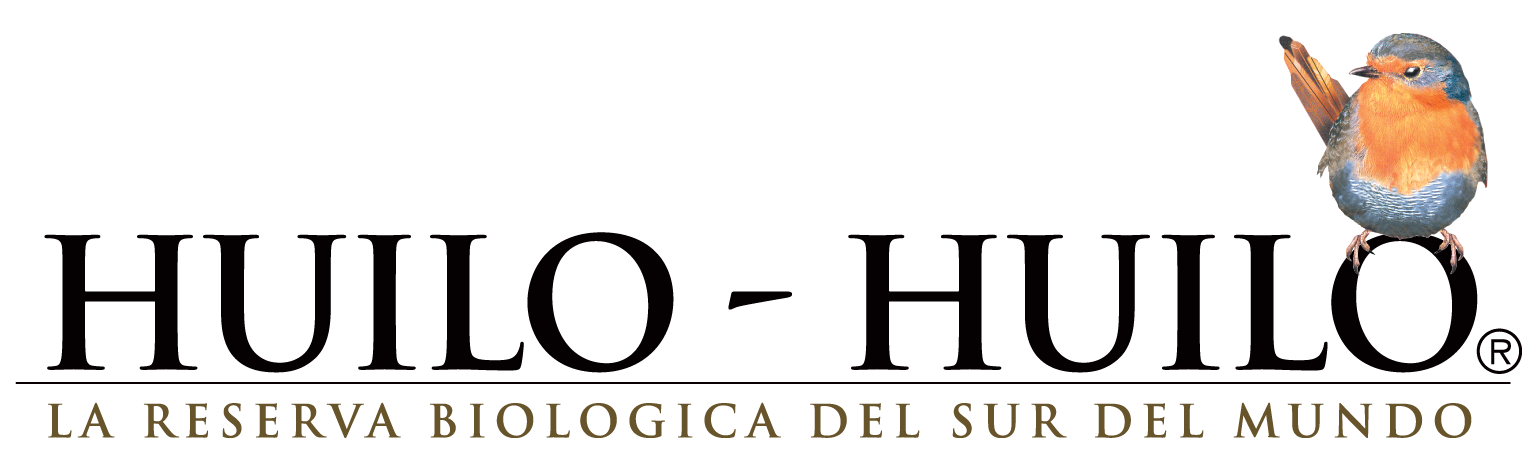 HUILO - HUILO®
LA RESERVA BIOLOGICA DEL SUR DEL MUNDO